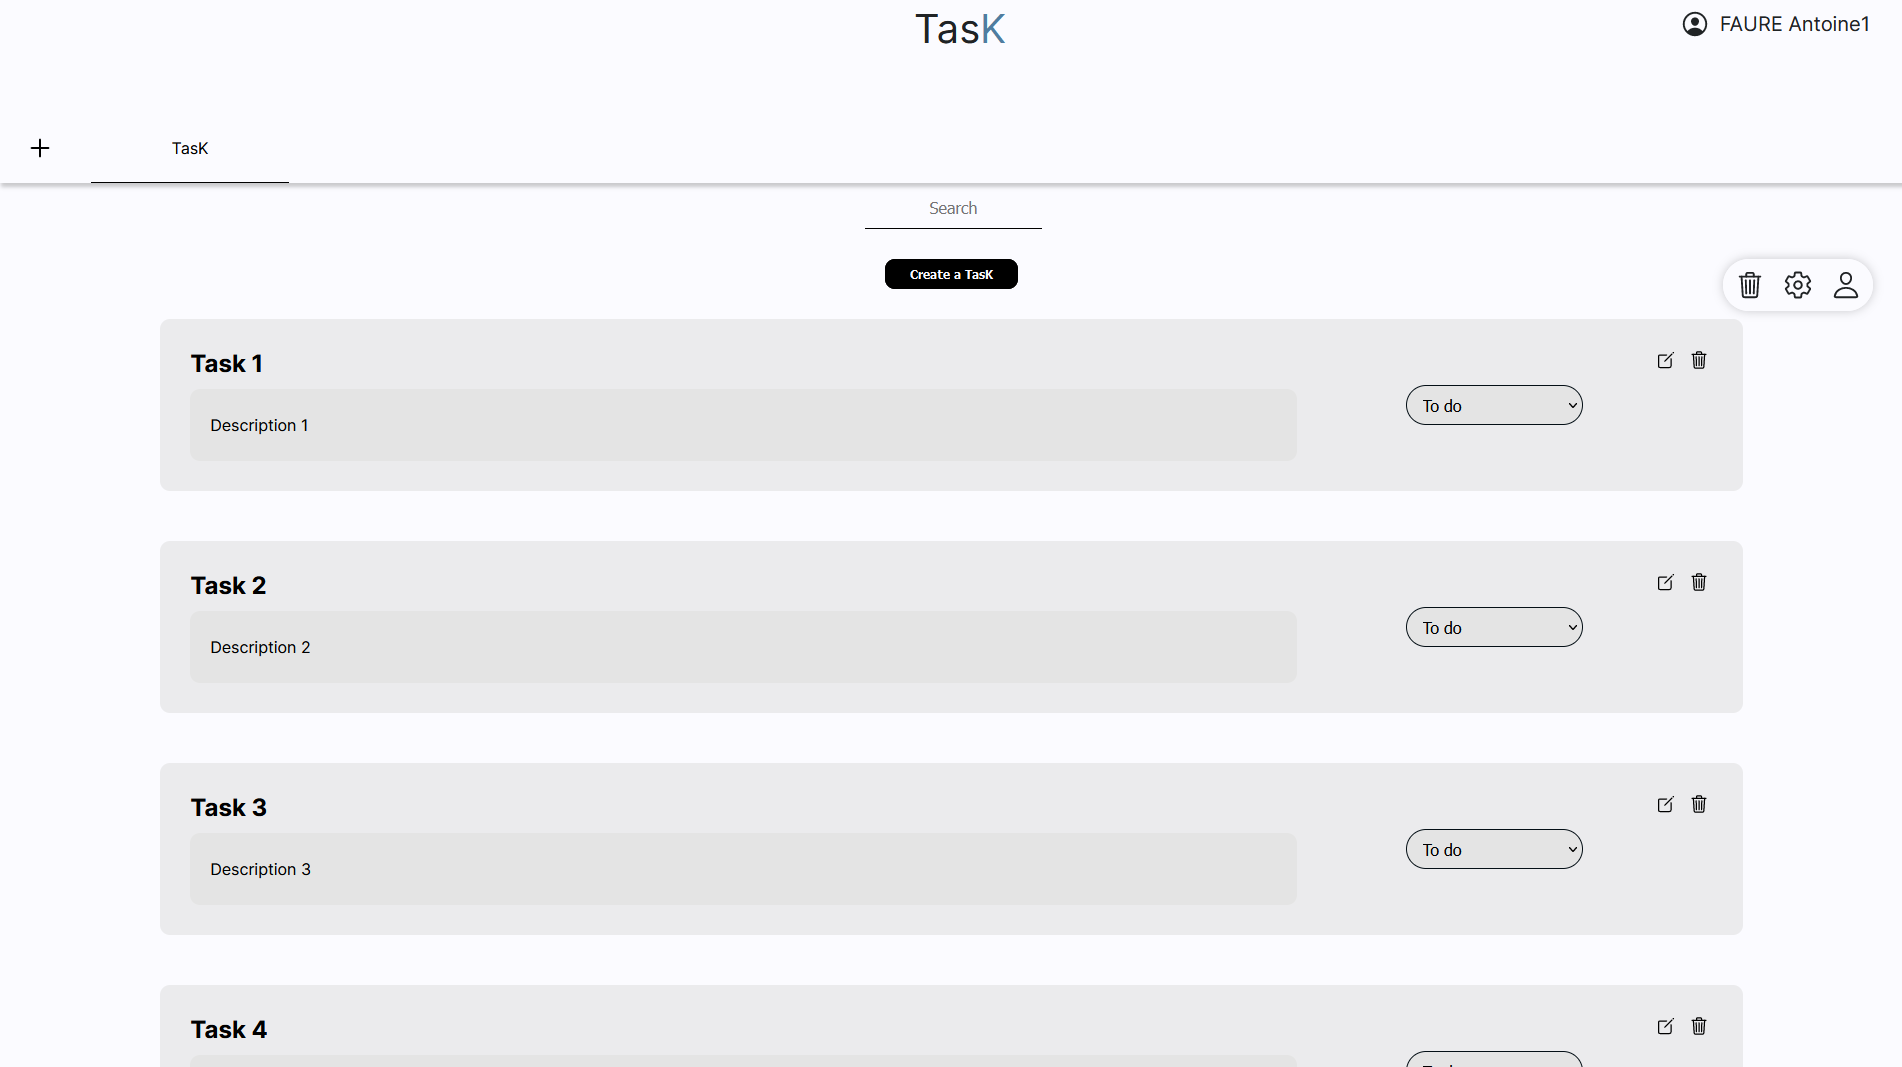 TasK
FAURE Antoine1
TasK
Search
Create a TasK
Task 1
Description 1
To do
Task 2
Description 2
To do
Task 3
Description 3
To do
Task 4